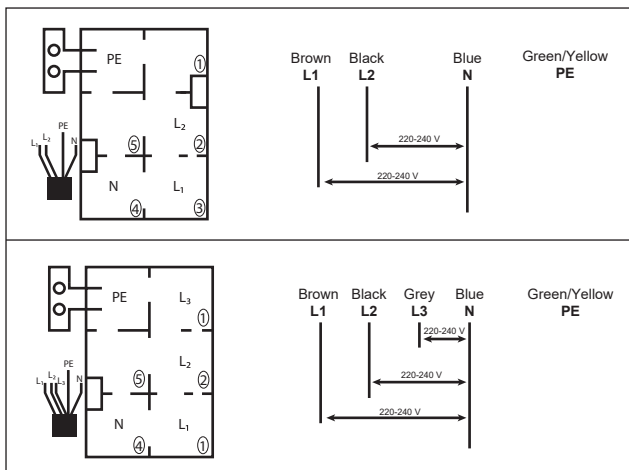 PE
①
L₂
⑤
②
N
L₁
④
③
L₁
L₂
PE
N
Brown Black Blue Green/Yellow
L1 L2 N PE
220-240 V
220-240 V
PE
L₃
①
L₂
⑤
②
N
L₁
④
①
L₁
L₂
L₃
PE
N
Brown Black Grey Blue Green/Yellow
L1 L2 L3 N PE
220-240 V
220-240 V
220-240 V